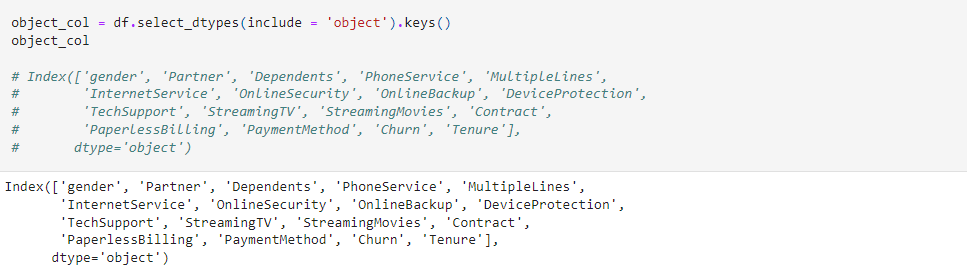 object_col = df.select_dtypes(include = 'object').keys()
object_col
# Index(['gender', 'Partner', 'Dependents', 'PhoneService', 'MultipleLines',
#        'InternetService', 'OnlineSecurity', 'OnlineBackup', 'DeviceProtection',
#        'TechSupport', 'StreamingTV', 'StreamingMovies', 'Contract',
#        'PaperlessBilling', 'PaymentMethod', 'Churn', 'Tenure'],
#       dtype='object')
Index(['gender', 'Partner', 'Dependents', 'PhoneService', 'MultipleLines',
       'InternetService', 'OnlineSecurity', 'OnlineBackup', 'DeviceProtection',
       'TechSupport', 'StreamingTV', 'StreamingMovies', 'Contract',
       'PaperlessBilling', 'PaymentMethod', 'Churn', 'Tenure'],
      dtype='object')